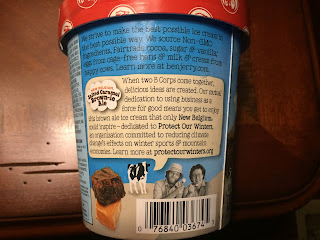 We strive to make the best possible ice cream in
the best possible way. We source Non-GMO
ingredients, Fairtrade cocoa, sugar & vanilla,
eggs from cage-free hens & milk & cream from
happy cows. Learn more at benjerry.com.
Salted Caramel
Brown-ie
Ale
When two B Corps come together,
delicious ideas are created. Our mutual
dedication to using business as a
force for good means you get to enjoy
this brown ale ice cream that only New Belgium
could inspire – dedicated to Protect Our Winters,
an organization committed to reducing climate
change's effects on winter sports & mountain
economies. Learn more at protectourwinters.org
0 76840 03674 3